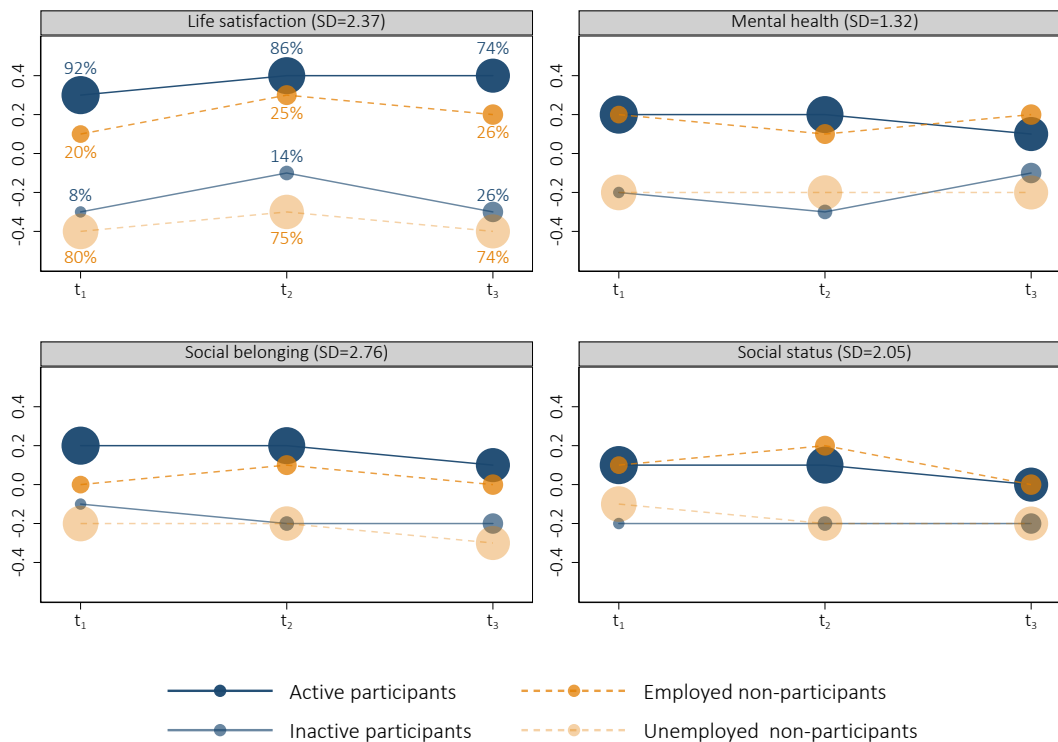 Life satisfaction (SD=2.37)
Mental health (SD=1.32)
0.4
0.2
0.0
-0.2
-0.4
92%
86%
74%
20%
25%
26%
8%
14%
26%
80%
75%
74%
t₁
t₂
t₃
0.4
0.2
0.0
-0.2
-0.4
t₁
t₂
t₃
Social belonging (SD=2.76)
Social status (SD=2.05)
0.4
0.2
0.0
-0.2
-0.4
t₁
t₂
t₃
0.4
0.2
0.0
-0.2
-0.4
t₁
t₂
t₃
Active participants
Employed non-participants
Inactive participants
Unemployed non-participants